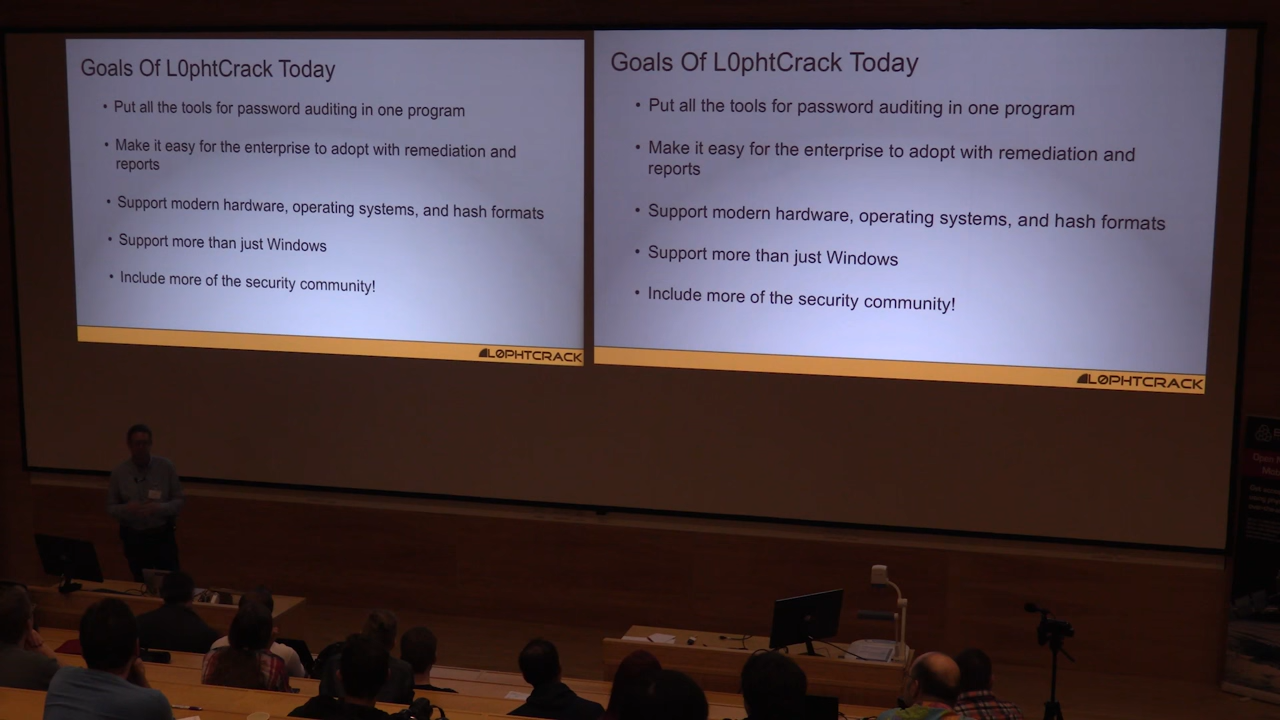 Goals Of L0phtCrack Today
• Put all the tools for password auditing in one program
• Make it easy for the enterprise to adopt with remediation and
reports
• Support modern hardware, operating systems, and hash formats
• Support more than just Windows
• Include more of the security community!
L0PHTCRACK
Goals Of L0phtCrack Today
• Put all the tools for password auditing in one program
• Make it easy for the enterprise to adopt with remediation and
reports
• Support modern hardware, operating systems, and hash formats
• Support more than just Windows
• Include more of the security community!
L0PHTCRACK